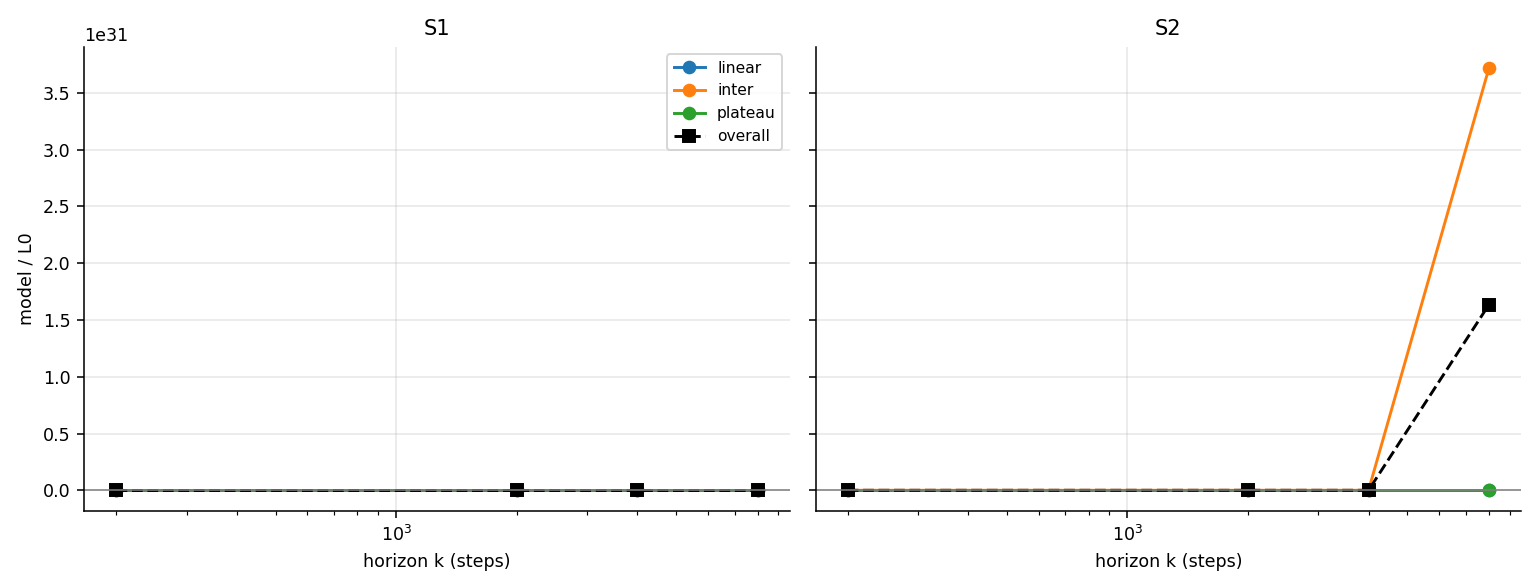 S1
S2
1e31
linear
inter
plateau
overall
3.5
3.0
2.5
2.0
1.5
1.0
0.5
0.0
model / L0
10³
10³
horizon k (steps)
horizon k (steps)